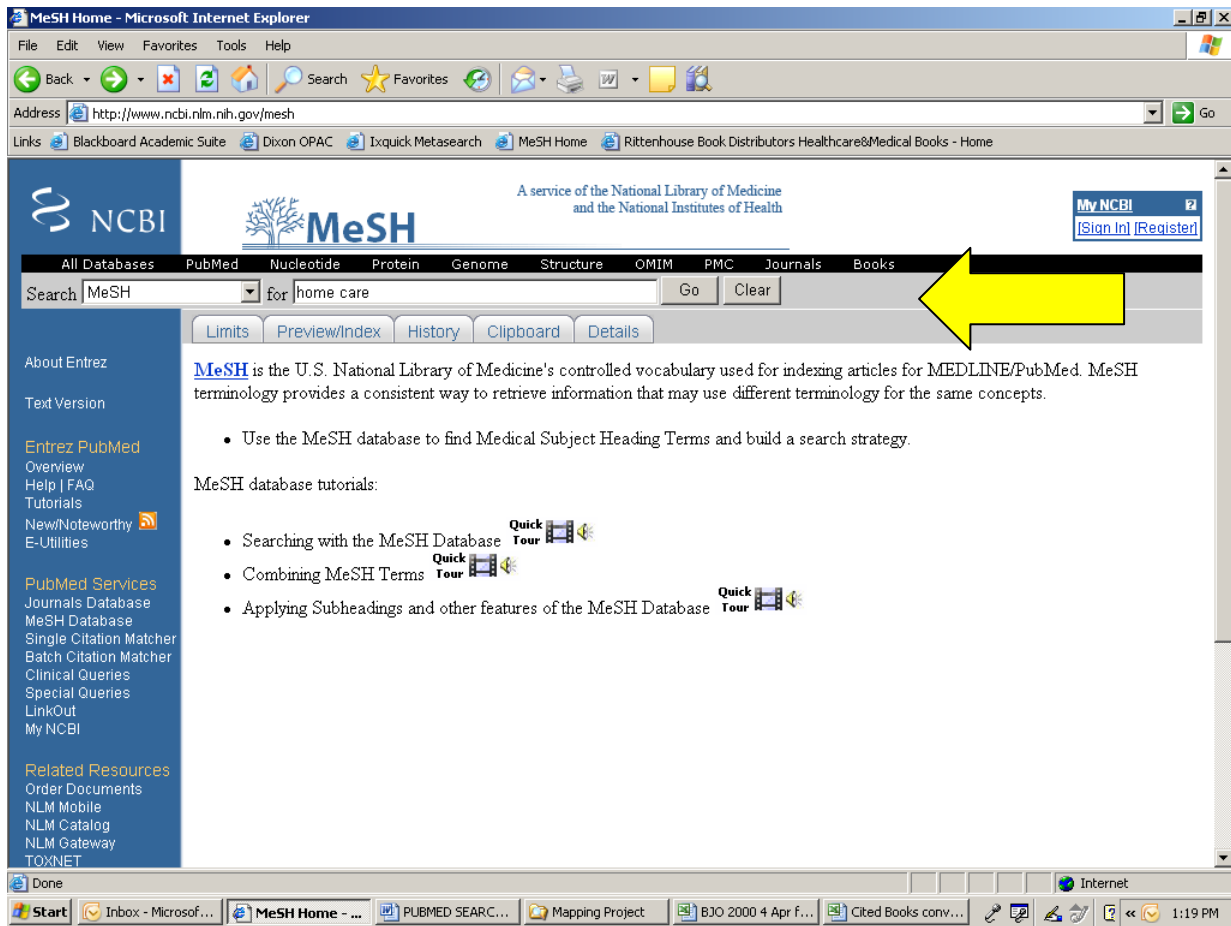 MeSH Home - Microsoft Internet Explorer
File Edit View Favorites Tools Help
Back Search Favorites
Address http://www.ncbi.nlm.nih.gov/mesh Go
Links Blackboard Academic Suite Dixon OPAC Ixquick Metasearch MeSH Home Rittenhouse Book Distributors Healthcare&Medical Books - Home
NCBI
MeSH
A service of the National Library of Medicine
and the National Institutes of Health
My NCBI
[Sign In] [Register]
All Databases PubMed Nucleotide Protein Genome Structure OMIM PMC Journals Books
Search MeSH for home care Go Clear
Limits Preview/Index History Clipboard Details
About Entrez
Text Version
Entrez PubMed
Overview
Help | FAQ
Tutorials
New/Noteworthy
E-Utilities
PubMed Services
Journals Database
MeSH Database
Single Citation Matcher
Batch Citation Matcher
Clinical Queries
Special Queries
LinkOut
My NCBI
Related Resources
Order Documents
NLM Mobile
NLM Catalog
NLM Gateway
TOXNET
MeSH is the U.S. National Library of Medicine's controlled vocabulary used for indexing articles for MEDLINE/PubMed. MeSH
terminology provides a consistent way to retrieve information that may use different terminology for the same concepts.
• Use the MeSH database to find Medical Subject Heading Terms and build a search strategy.
MeSH database tutorials:
• Searching with the MeSH Database Quick Tour
• Combining MeSH Terms Quick Tour
• Applying Subheadings and other features of the MeSH Database Quick Tour
Done Internet
Start Inbox - Microsof... MeSH Home - ... PUBMED SEARC... Mapping Project BJO 2000 4 Apr f... Cited Books conv... « 1:19 PM